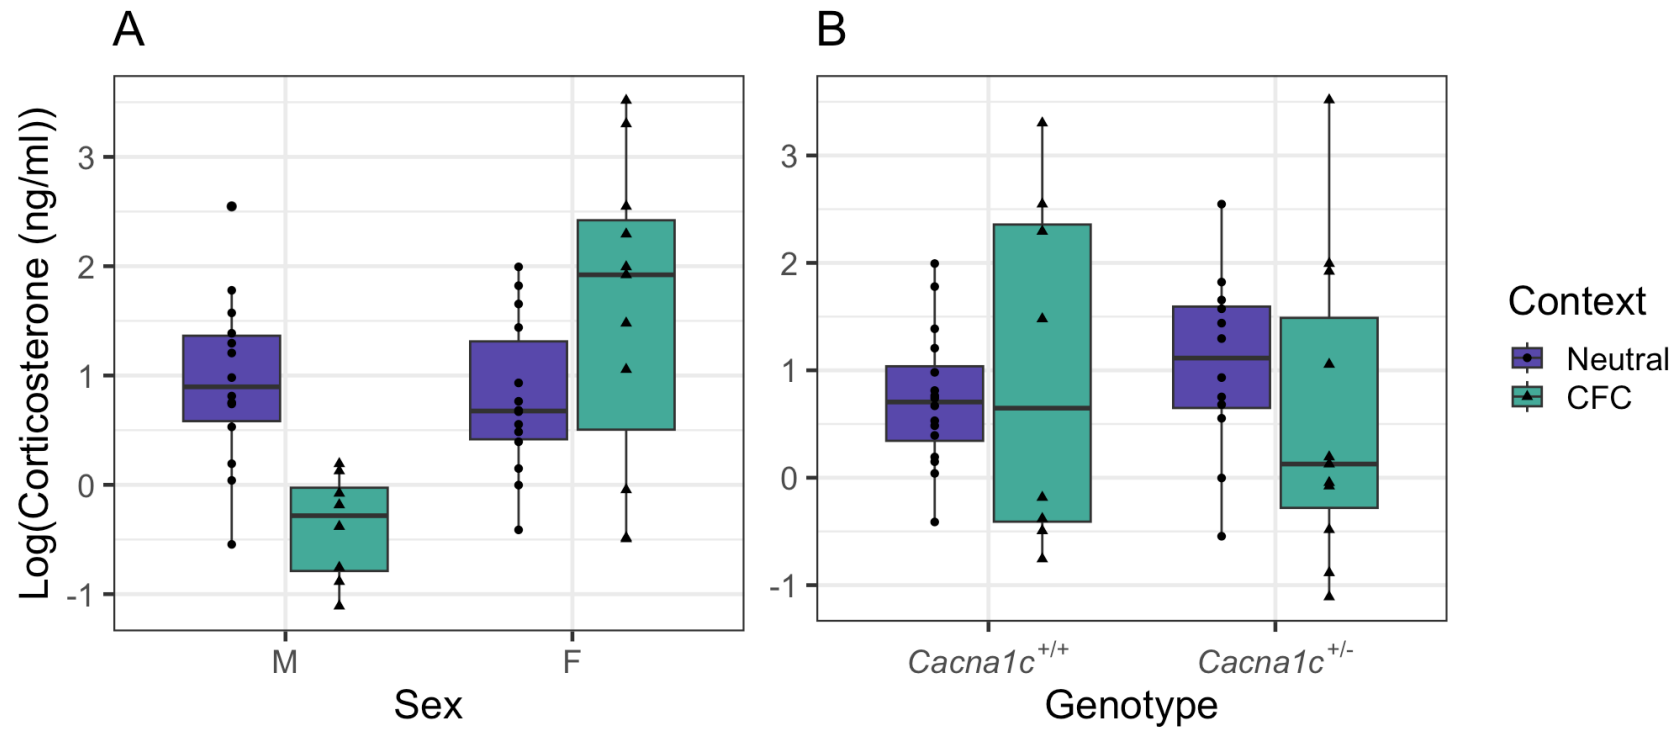 A
B
Log(Corticosterone (ng/ml))
3
2
1
0
-1
M
F
Sex
3
2
1
0
-1
Cacna1c+/+
Cacna1c+/-
Genotype
Context
Neutral
CFC